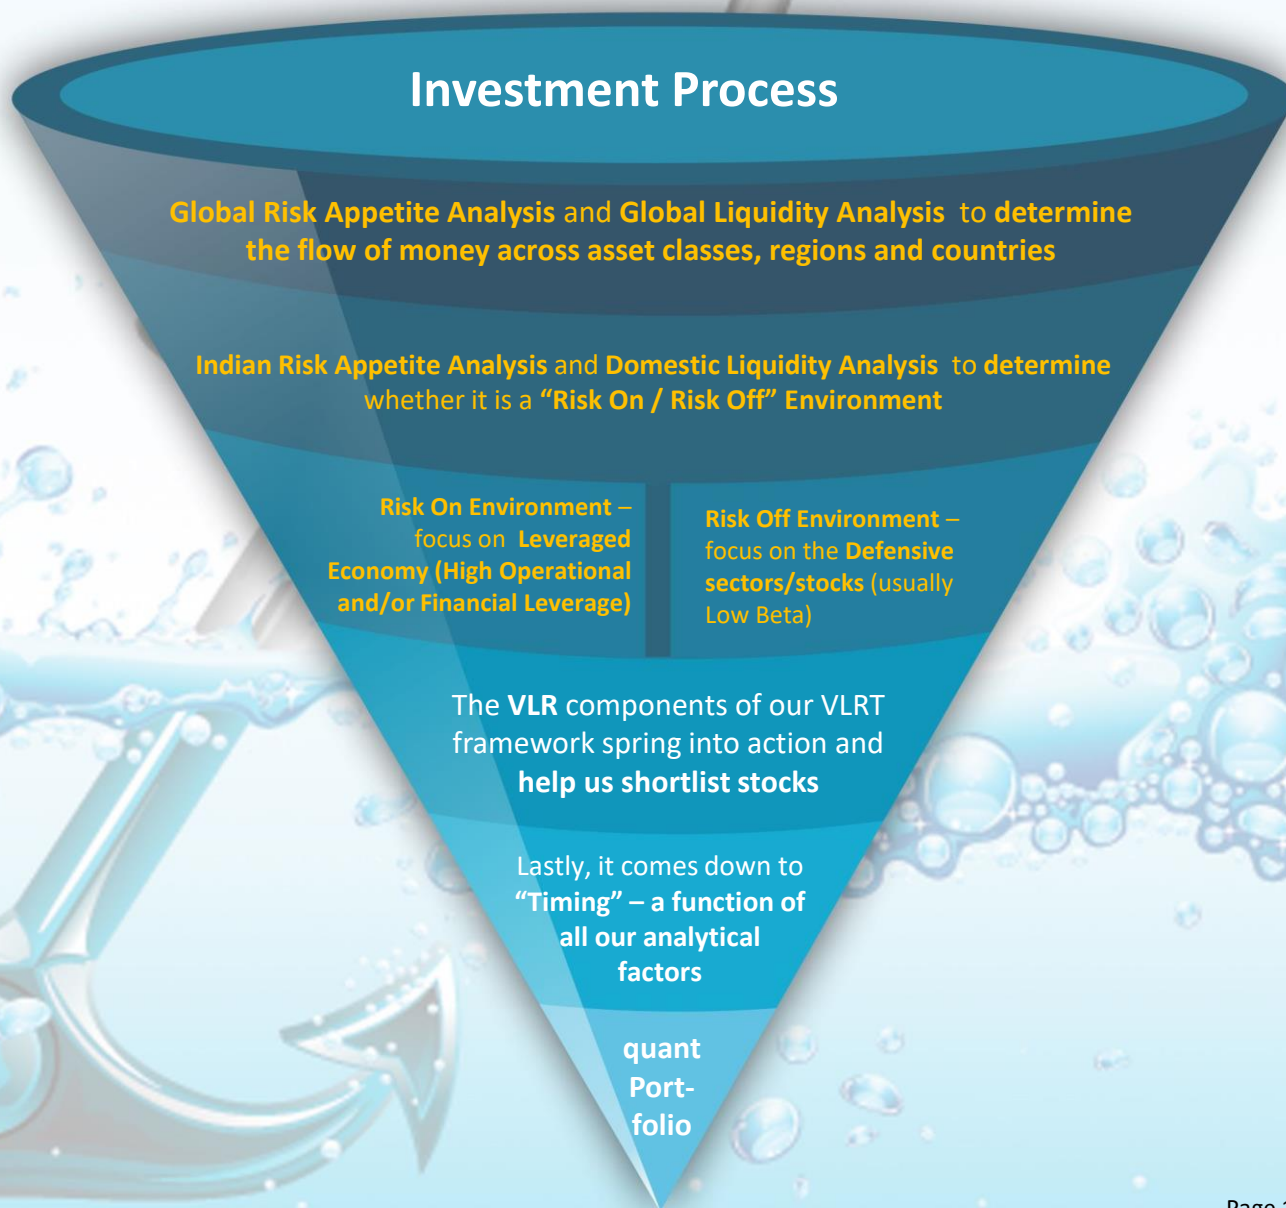 Investment Process
Global Risk Appetite Analysis and Global Liquidity Analysis to determine
the flow of money across asset classes, regions and countries
Indian Risk Appetite Analysis and Domestic Liquidity Analysis to determine
whether it is a “Risk On / Risk Off” Environment
Risk On Environment –
focus on Leveraged
Economy (High Operational
and/or Financial Leverage)
Risk Off Environment –
focus on the Defensive
sectors/stocks (usually
Low Beta)
The VLR components of our VLRT
framework spring into action and
help us shortlist stocks
Lastly, it comes down to
“Timing” – a function of
all our analytical
factors
quant
Port-
folio
Page